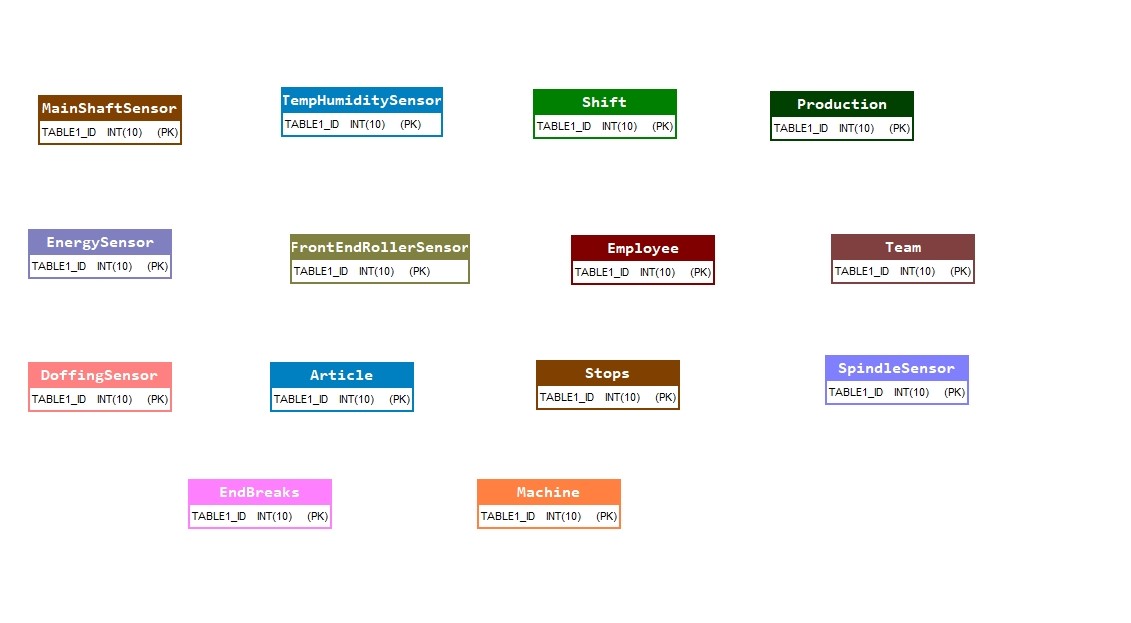 MainShaftSensor
TABLE1_ID INT(10) (PK)
TempHumiditySensor
TABLE1_ID INT(10) (PK)
Shift
TABLE1_ID INT(10) (PK)
Production
TABLE1_ID INT(10) (PK)
EnergySensor
TABLE1_ID INT(10) (PK)
FrontEndRollerSensor
TABLE1_ID INT(10) (PK)
Employee
TABLE1_ID INT(10) (PK)
Team
TABLE1_ID INT(10) (PK)
DoffingSensor
TABLE1_ID INT(10) (PK)
Article
TABLE1_ID INT(10) (PK)
Stops
TABLE1_ID INT(10) (PK)
SpindleSensor
TABLE1_ID INT(10) (PK)
EndBreaks
TABLE1_ID INT(10) (PK)
Machine
TABLE1_ID INT(10) (PK)